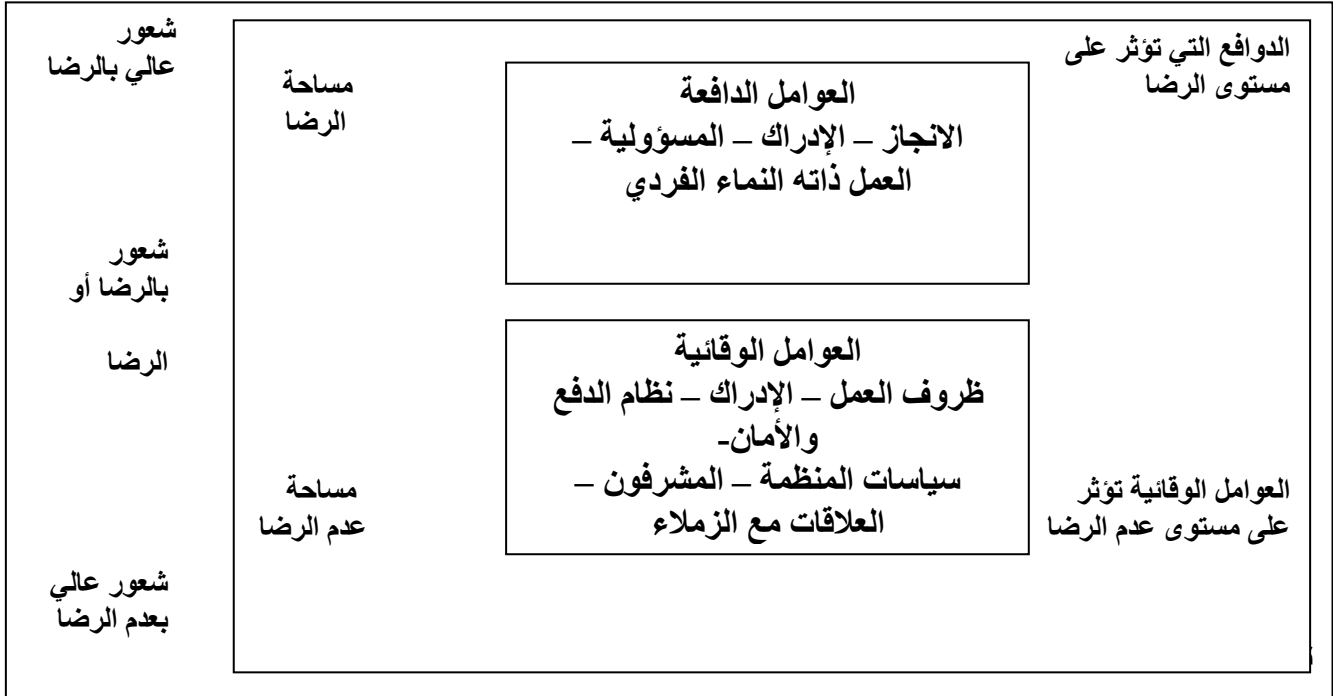 الدوافع التي تؤثر على
مستوى الرضا
العوامل الدافعة
الانجاز – الإدراك – المسؤولية –
العمل ذاته النماء الفردي
مساحة
الرضا
شعور
عالي بالرضا
شعور
بالرضا أو
الرضا
العوامل الوقائية تؤثر
على مستوى عدم الرضا
العوامل الوقائية
ظروف العمل – الإدراك – نظام الدفع
والأمان-
سياسات المنظمة – المشرفون –
العلاقات مع الزملاء
مساحة
عدم الرضا
شعور عالي
بعدم الرضا